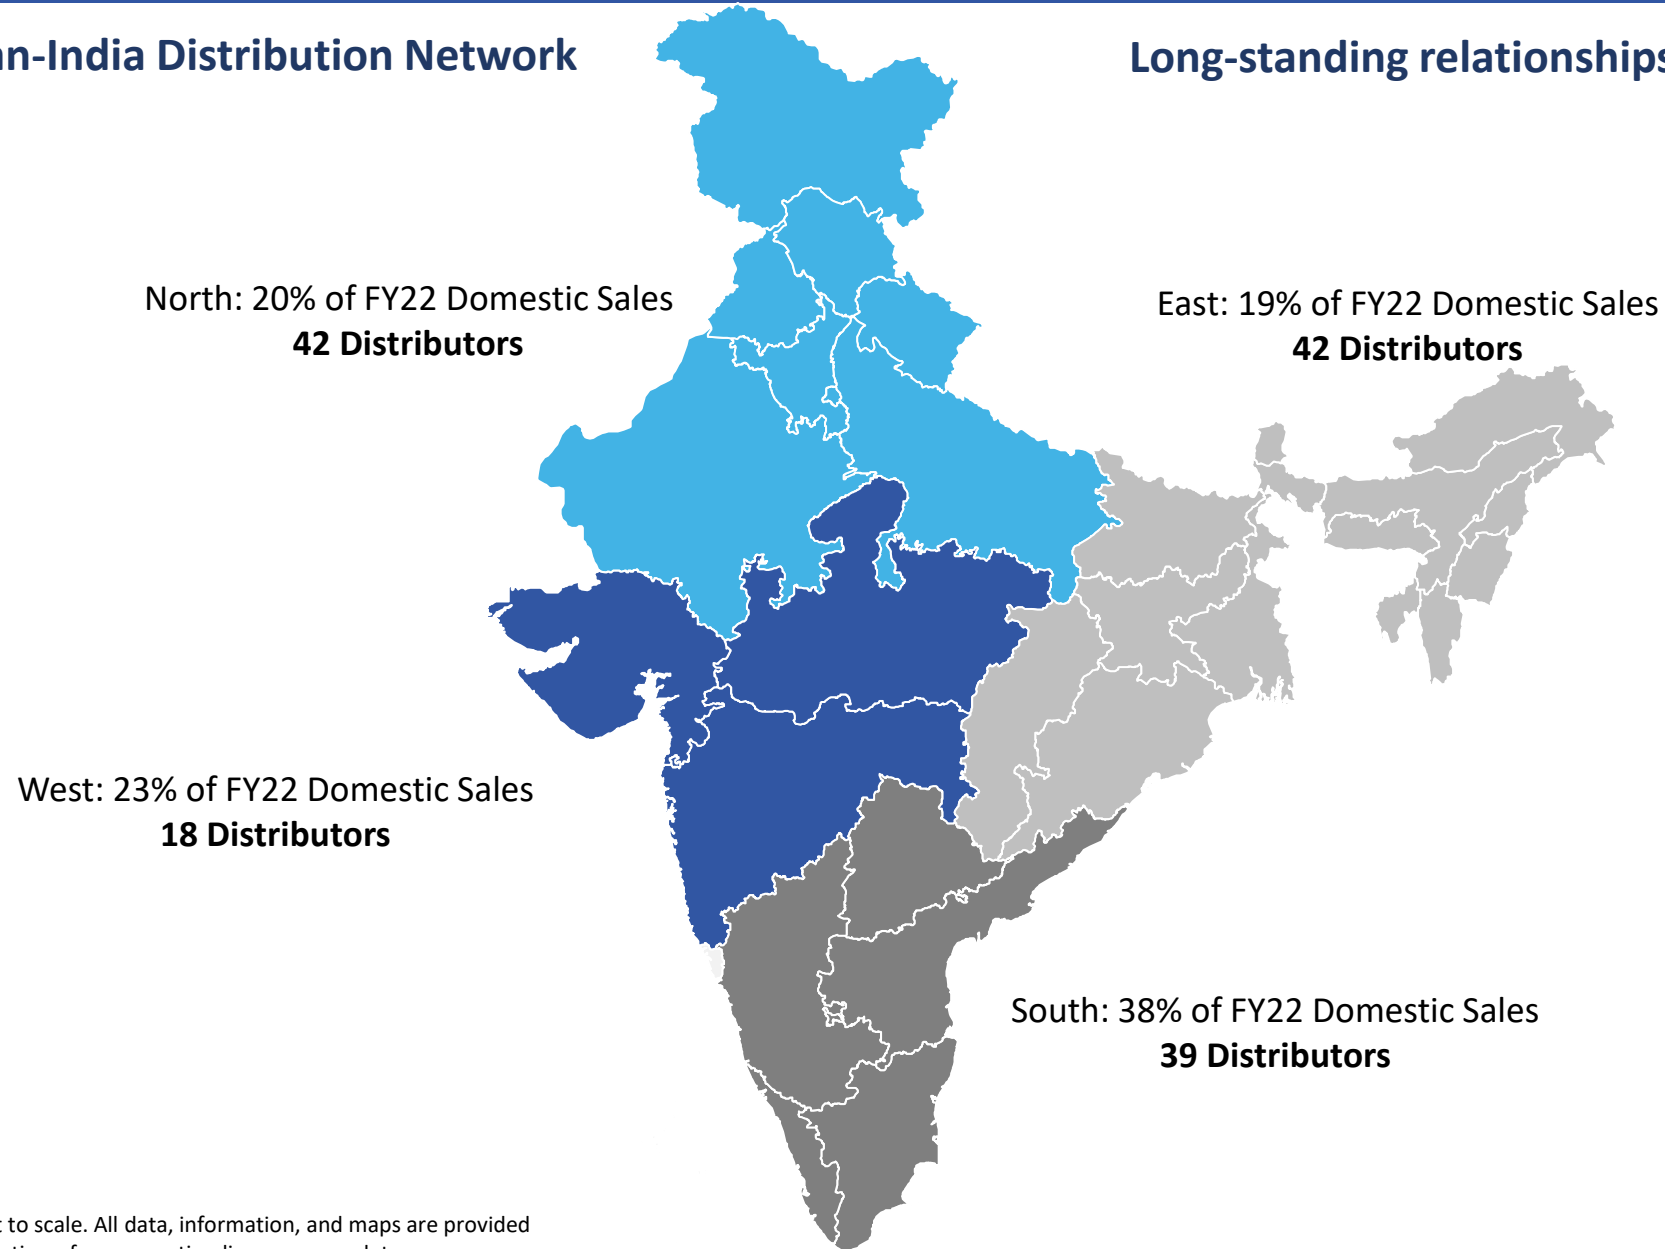 an-India Distribution Network
Long-standing relationships
North: 20% of FY22 Domestic Sales
42 Distributors
East: 19% of FY22 Domestic Sales
42 Distributors
West: 23% of FY22 Domestic Sales
18 Distributors
South: 38% of FY22 Domestic Sales
39 Distributors
t to scale. All data, information, and maps are provided